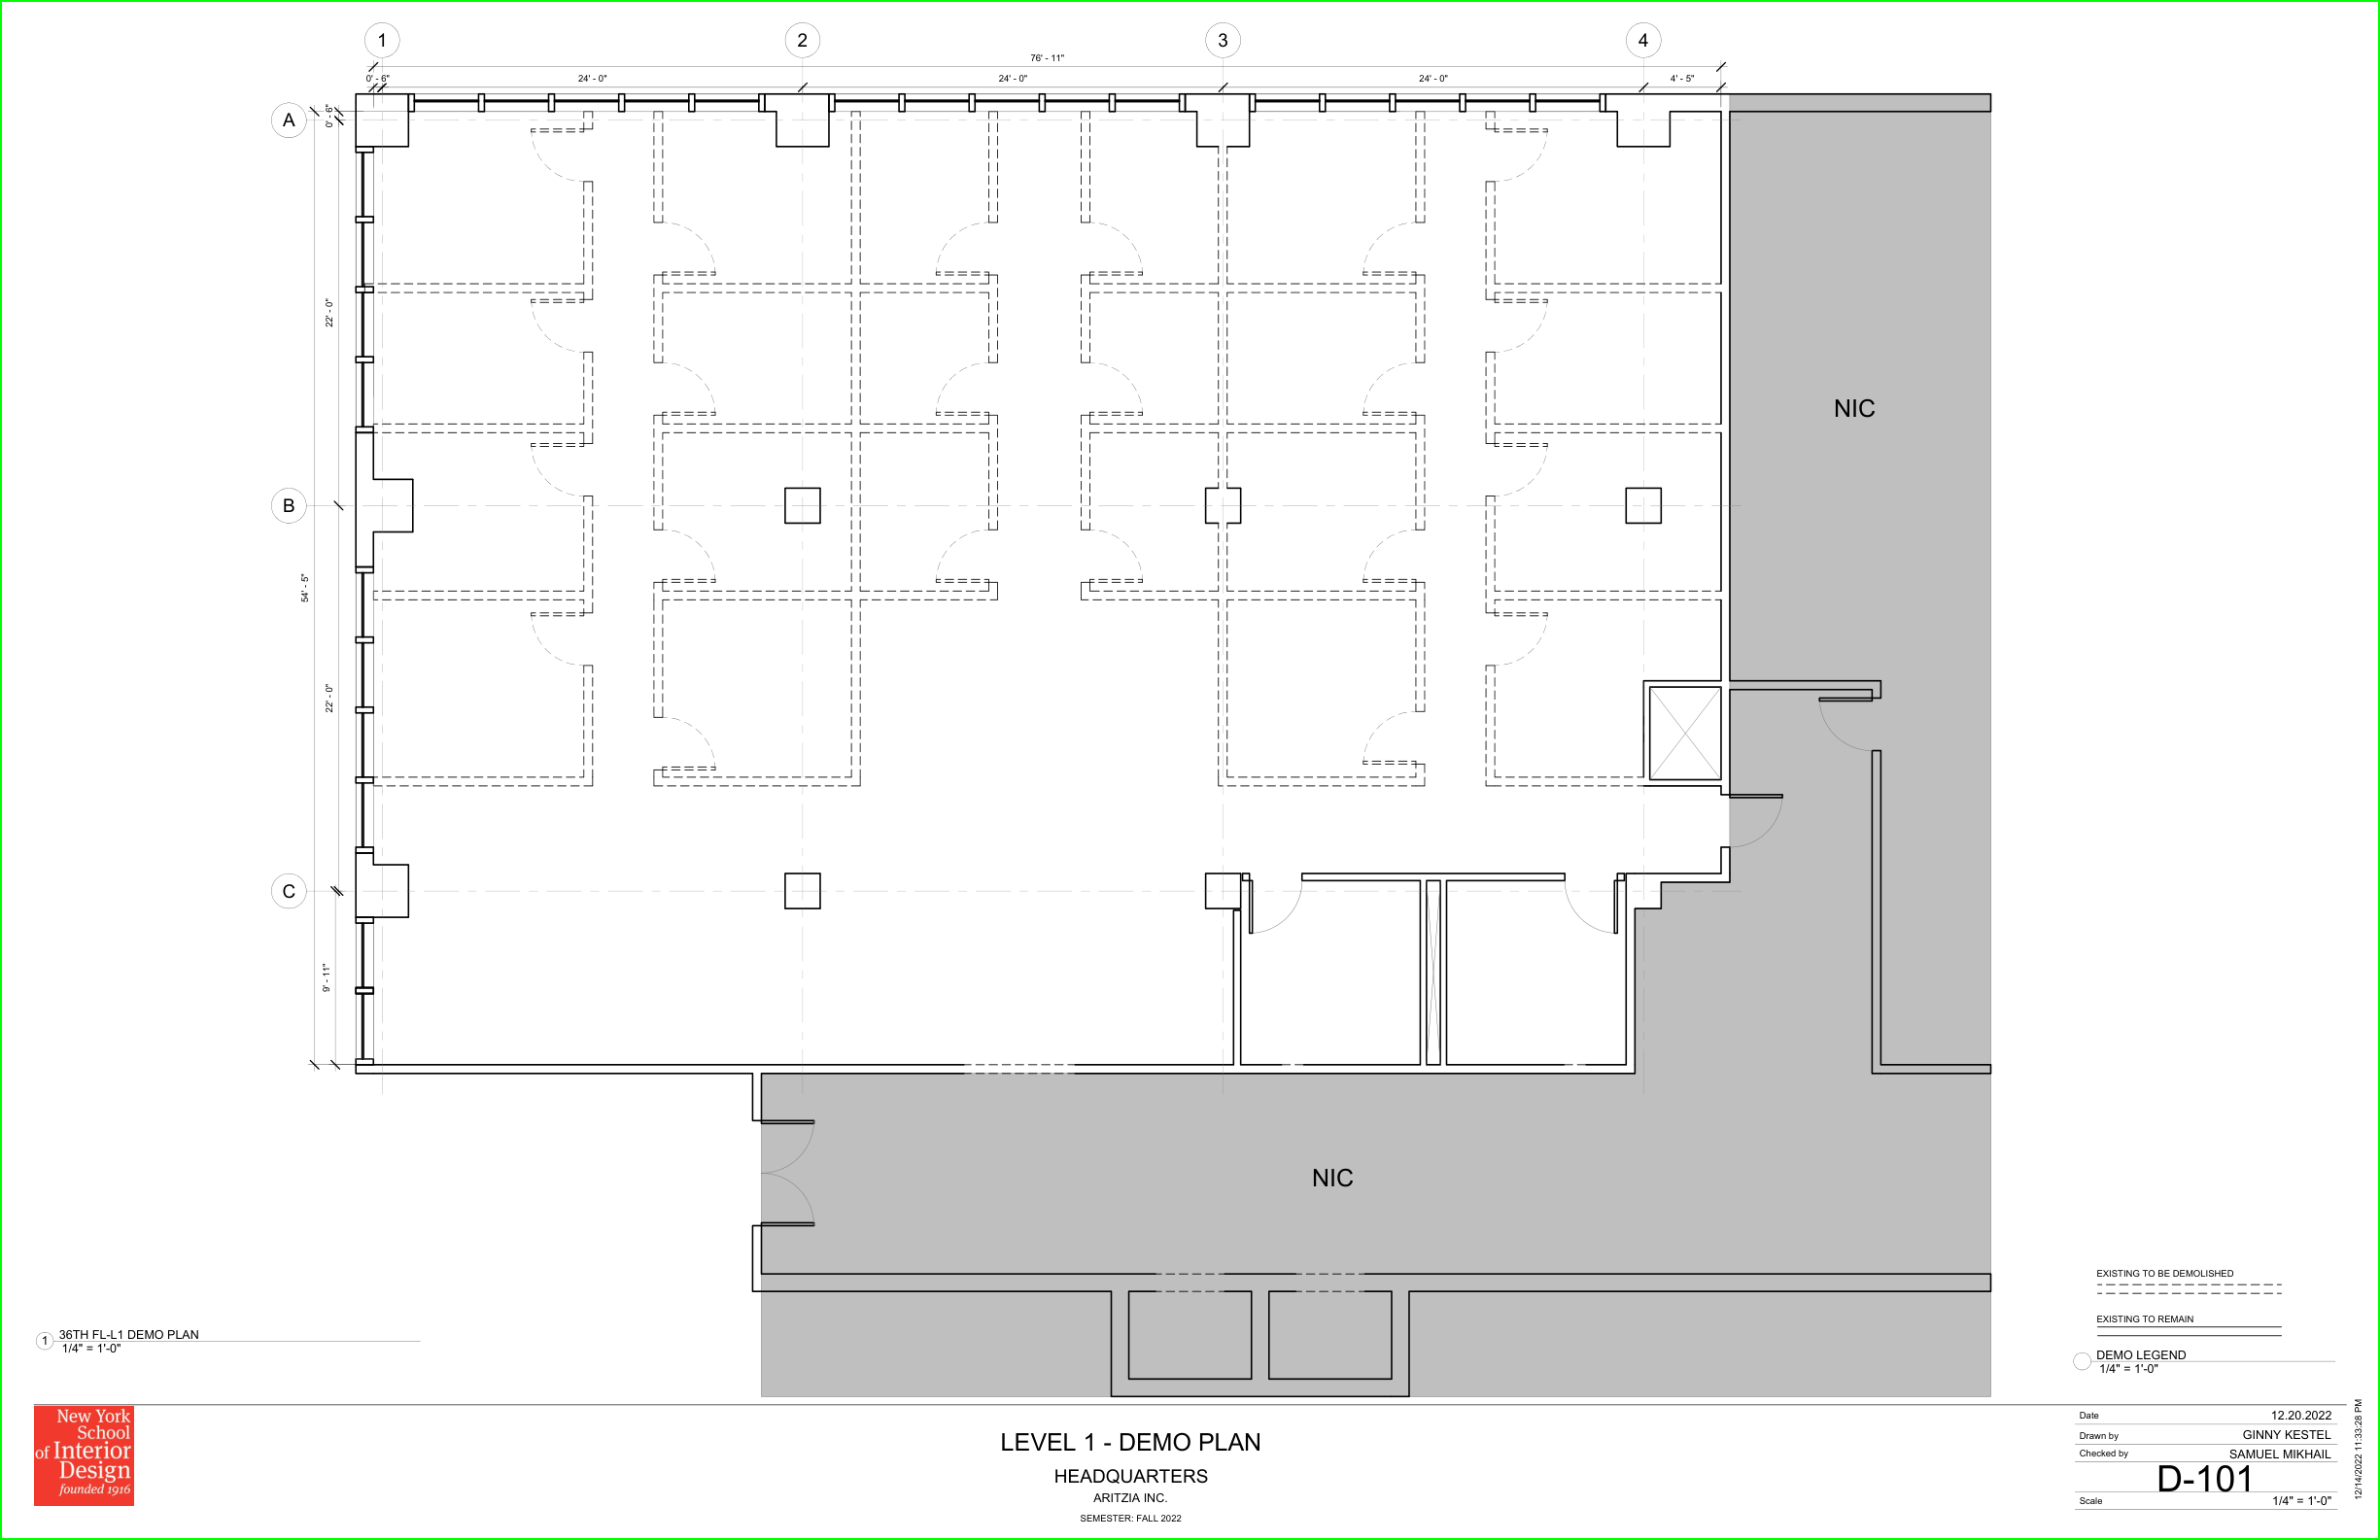 1
2
3
4
76' - 11"
0' - 6"
24' - 0"
24' - 0"
24' - 0"
4' - 5"
A
0' - 6"
22' - 0"
NIC
B
54' - 5"
22' - 0"
C
9' - 11"
NIC
EXISTING TO BE DEMOLISHED
EXISTING TO REMAIN
1
36TH FL-L1 DEMO PLAN
1/4" = 1'-0"
DEMO LEGEND
1/4" = 1'-0"
New York
School
of Interior
Design
founded 1916
LEVEL 1 - DEMO PLAN
HEADQUARTERS
ARITZIA INC.
SEMESTER: FALL 2022
Date 12.20.2022
Drawn by GINNY KESTEL
Checked by SAMUEL MIKHAIL
D-101
Scale 1/4" = 1'-0"
12/14/2022 11:33:28 PM